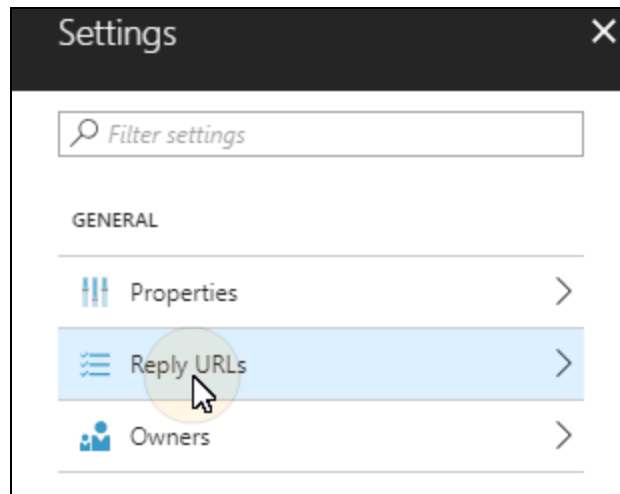 Settings
Filter settings
GENERAL
Properties
Reply URLs
Owners